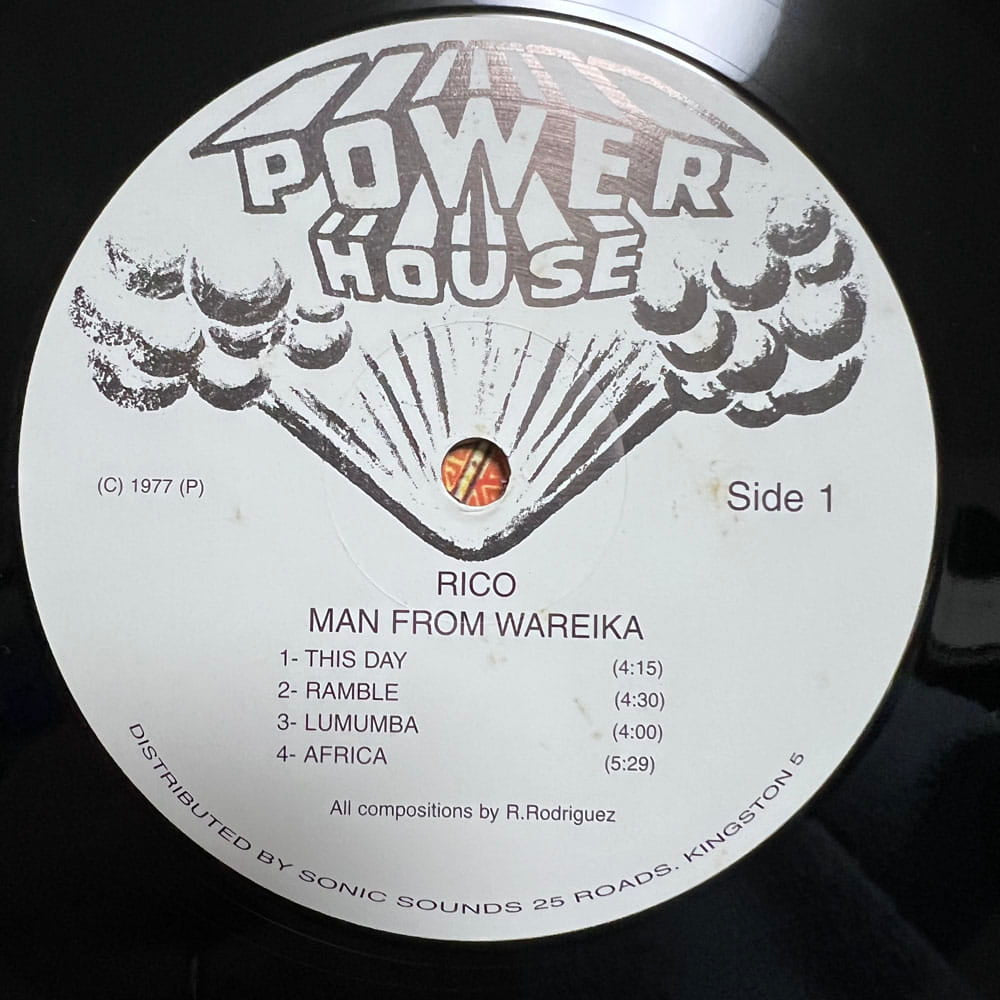 POWER
HOUSE
(C) 1977 (P)
Side 1
RICO
MAN FROM WAREIKA
1- THIS DAY (4:15)
2- RAMBLE (4:30)
3- LUMUMBA (4:00)
4- AFRICA (5:29)
All compositions by R.Rodriguez
DISTRIBUTED BY SONIC SOUNDS 25 ROADS. KINGSTON 5